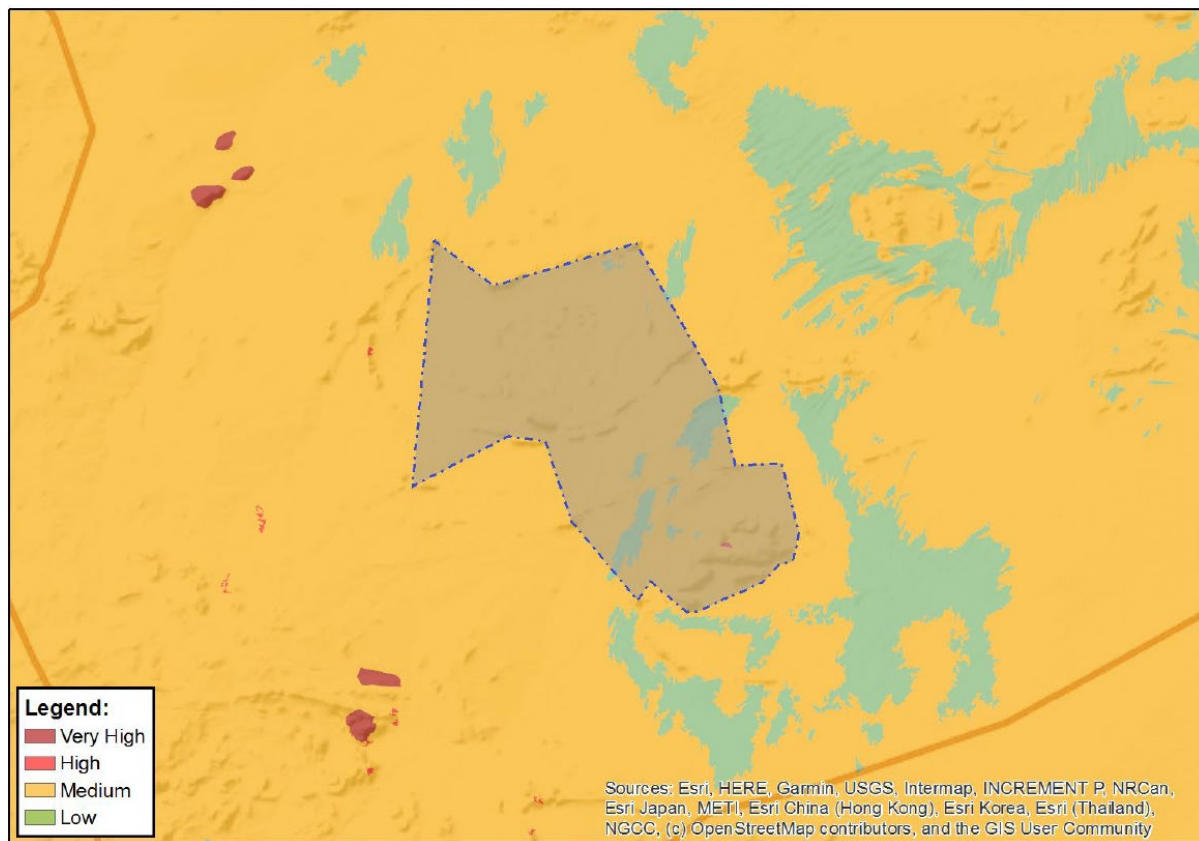 Legend:
Very High
High
Medium
Low
Sources: Esri, HERE, Garmin, USGS, Intermap, INCREMENT P, NRCan,
Esri Japan, METI, Esri China (Hong Kong), Esri Korea, Esri (Thailand),
NGCC, (c) OpenStreetMap contributors, and the GIS User Community